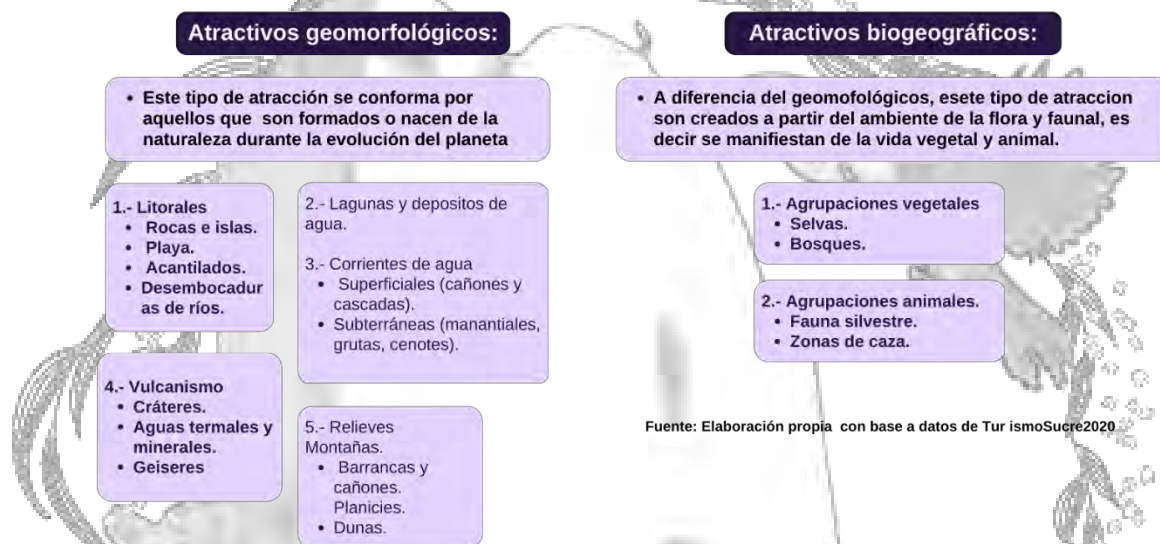 Atractivos geomorfológicos:
• Este tipo de atracción se conforma por
aquellos que son formados o nacen de la
naturaleza durante la evolución del planeta
1.- Litorales
• Rocas e islas.
• Playa.
• Acantilados.
• Desembocadur
as de ríos.
2.- Lagunas y depositos de
agua.
3.- Corrientes de agua
• Superficiales (cañones y
cascadas).
• Subterráneas (manantiales,
grutas, cenotes).
4.- Vulcanismo
• Cráteres.
• Aguas termales y
minerales.
• Geiseres
5.- Relieves
Montañas.
• Barrancas y
cañones.
Planicies.
• Dunas.
Atractivos biogeográficos:
• A diferencia del geomofológicos, esete tipo de atraccion
son creados a partir del ambiente de la flora y faunal, es
decir se manifiestan de la vida vegetal y animal.
1.- Agrupaciones vegetales
• Selvas.
• Bosques.
2.- Agrupaciones animales.
• Fauna silvestre.
• Zonas de caza.
Fuente: Elaboración propia con base a datos de Tur ismoSucre2020